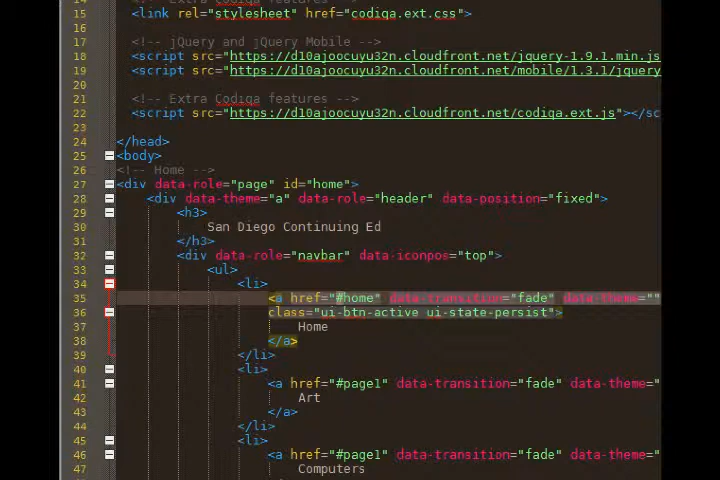 14 <!-- Extra Codiqa features -->
15 <link rel="stylesheet" href="codiqa.ext.css">
16
17 <!-- jQuery and jQuery Mobile -->
18 <script src="https://d10ajoocuyu32n.cloudfront.net/jquery-1.9.1.min.js
19 <script src="https://d10ajoocuyu32n.cloudfront.net/mobile/1.3.1/jquery
20
21 <!-- Extra Codiqa features -->
22 <script src="https://d10ajoocuyu32n.cloudfront.net/codiqa.ext.js"></sc
23
24 </head>
25 <body>
26 <!-- Home -->
27 <div data-role="page" id="home">
28 <div data-theme="a" data-role="header" data-position="fixed">
29 <h3>
30 San Diego Continuing Ed
31 </h3>
32 <div data-role="navbar" data-iconpos="top">
33 <ul>
34 <li>
35 <a href="#home" data-transition="fade" data-theme=""
36 class="ui-btn-active ui-state-persist">
37 Home
38 </a>
39 </li>
40 <li>
41 <a href="#page1" data-transition="fade" data-theme="
42 Art
43 </a>
44 </li>
45 <li>
46 <a href="#page1" data-transition="fade" data-theme="
47 Computers